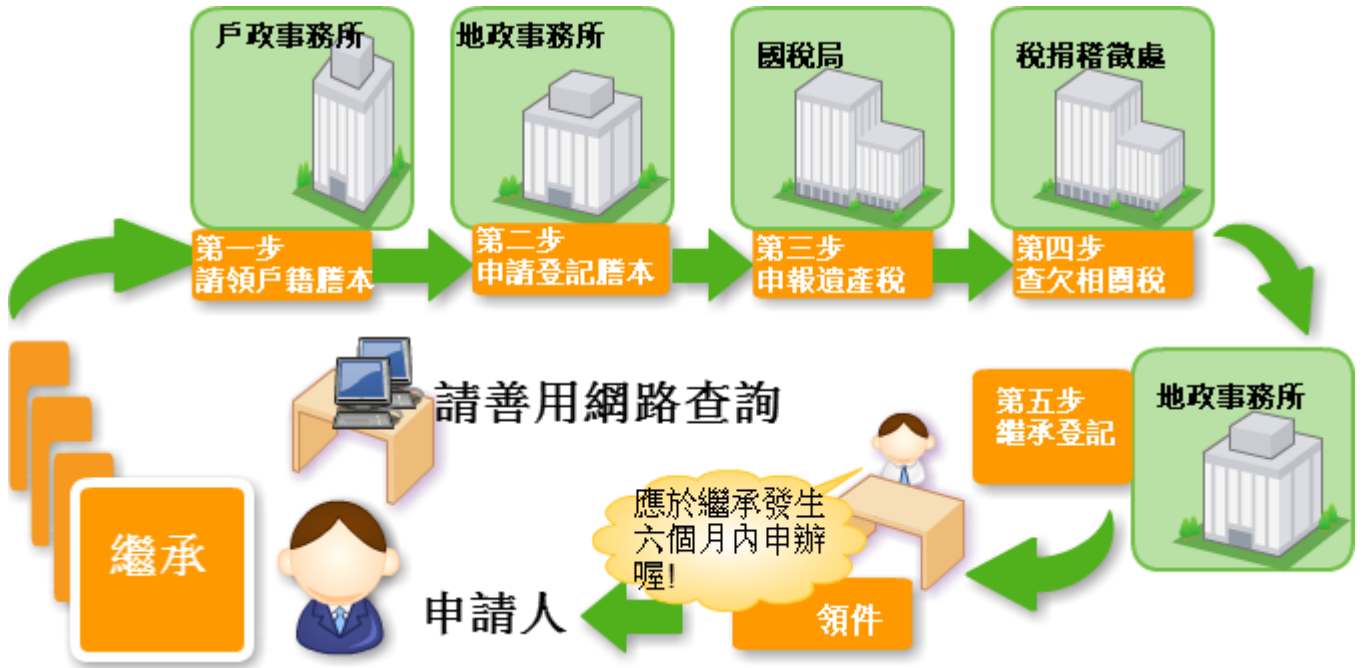 戶政事務所
第一步
請領戶籍謄本
地政事務所
第二步
申請登記謄本
國稅局
第三步
申報遺產稅
稅捐稽徵處
第四步
查欠相關稅
地政事務所
第五步
繼承登記
請善用網路查詢
應於繼承發生
六個月內申辦
喔!
領件
申請人
繼承